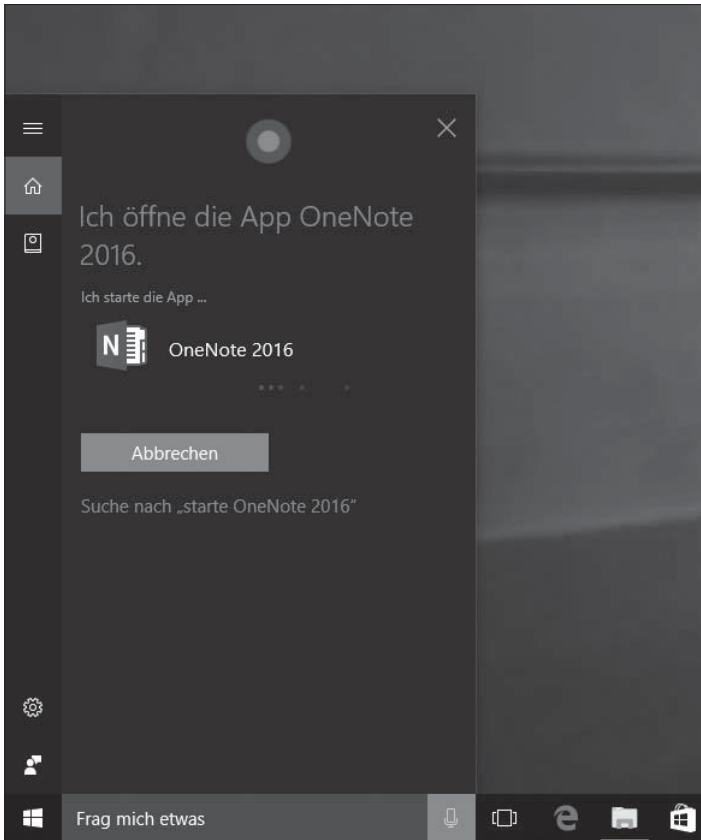 Ich öffne die App OneNote
2016.
Ich starte die App ...
N
OneNote 2016
Abbrechen
Suche nach „starte OneNote 2016“
Frag mich etwas